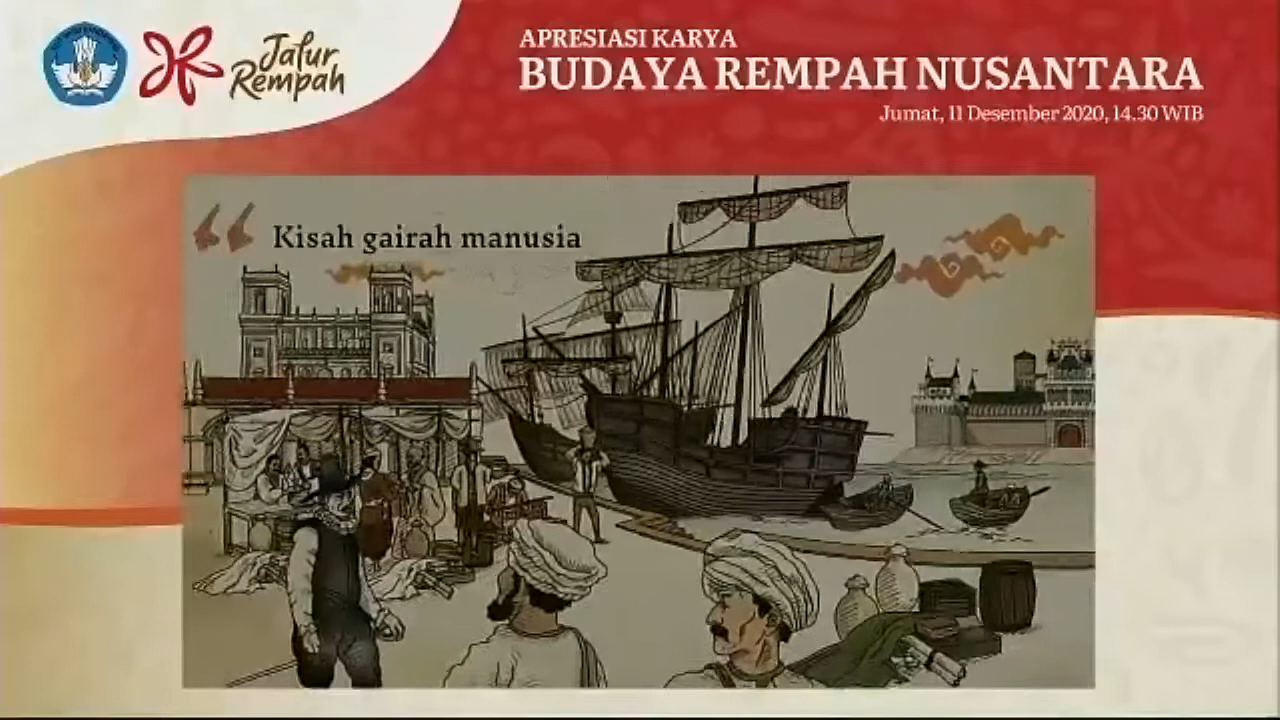 Jalur
Rempah
APRESIASI KARYA
BUDAYA REMPAH NUSANTARA
Jumat, 11 Desember 2020, 14.30 WIB
“ Kisah gairah manusia